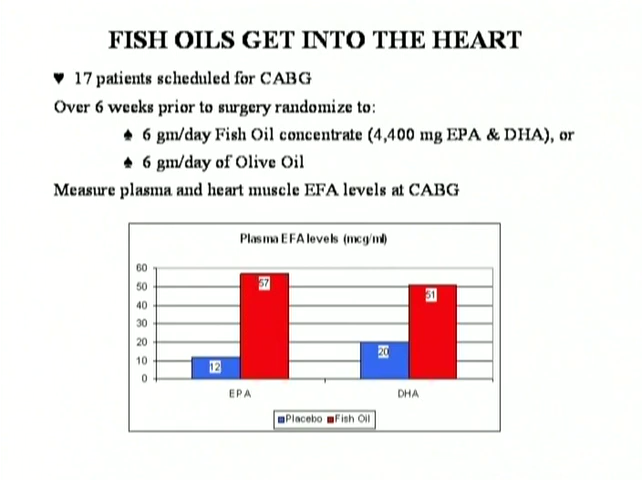 FISH OILS GET INTO THE HEART
♥ 17 patients scheduled for CABG
Over 6 weeks prior to surgery randomize to:
♠ 6 gm/day Fish Oil concentrate (4,400 mg EPA & DHA), or
♠ 6 gm/day of Olive Oil
Measure plasma and heart muscle EFA levels at CABG
Plasma EFA levels (mcg/ml)
60
50
40
30
20
10
0
12
57
20
51
EPA DHA
Placebo Fish Oil